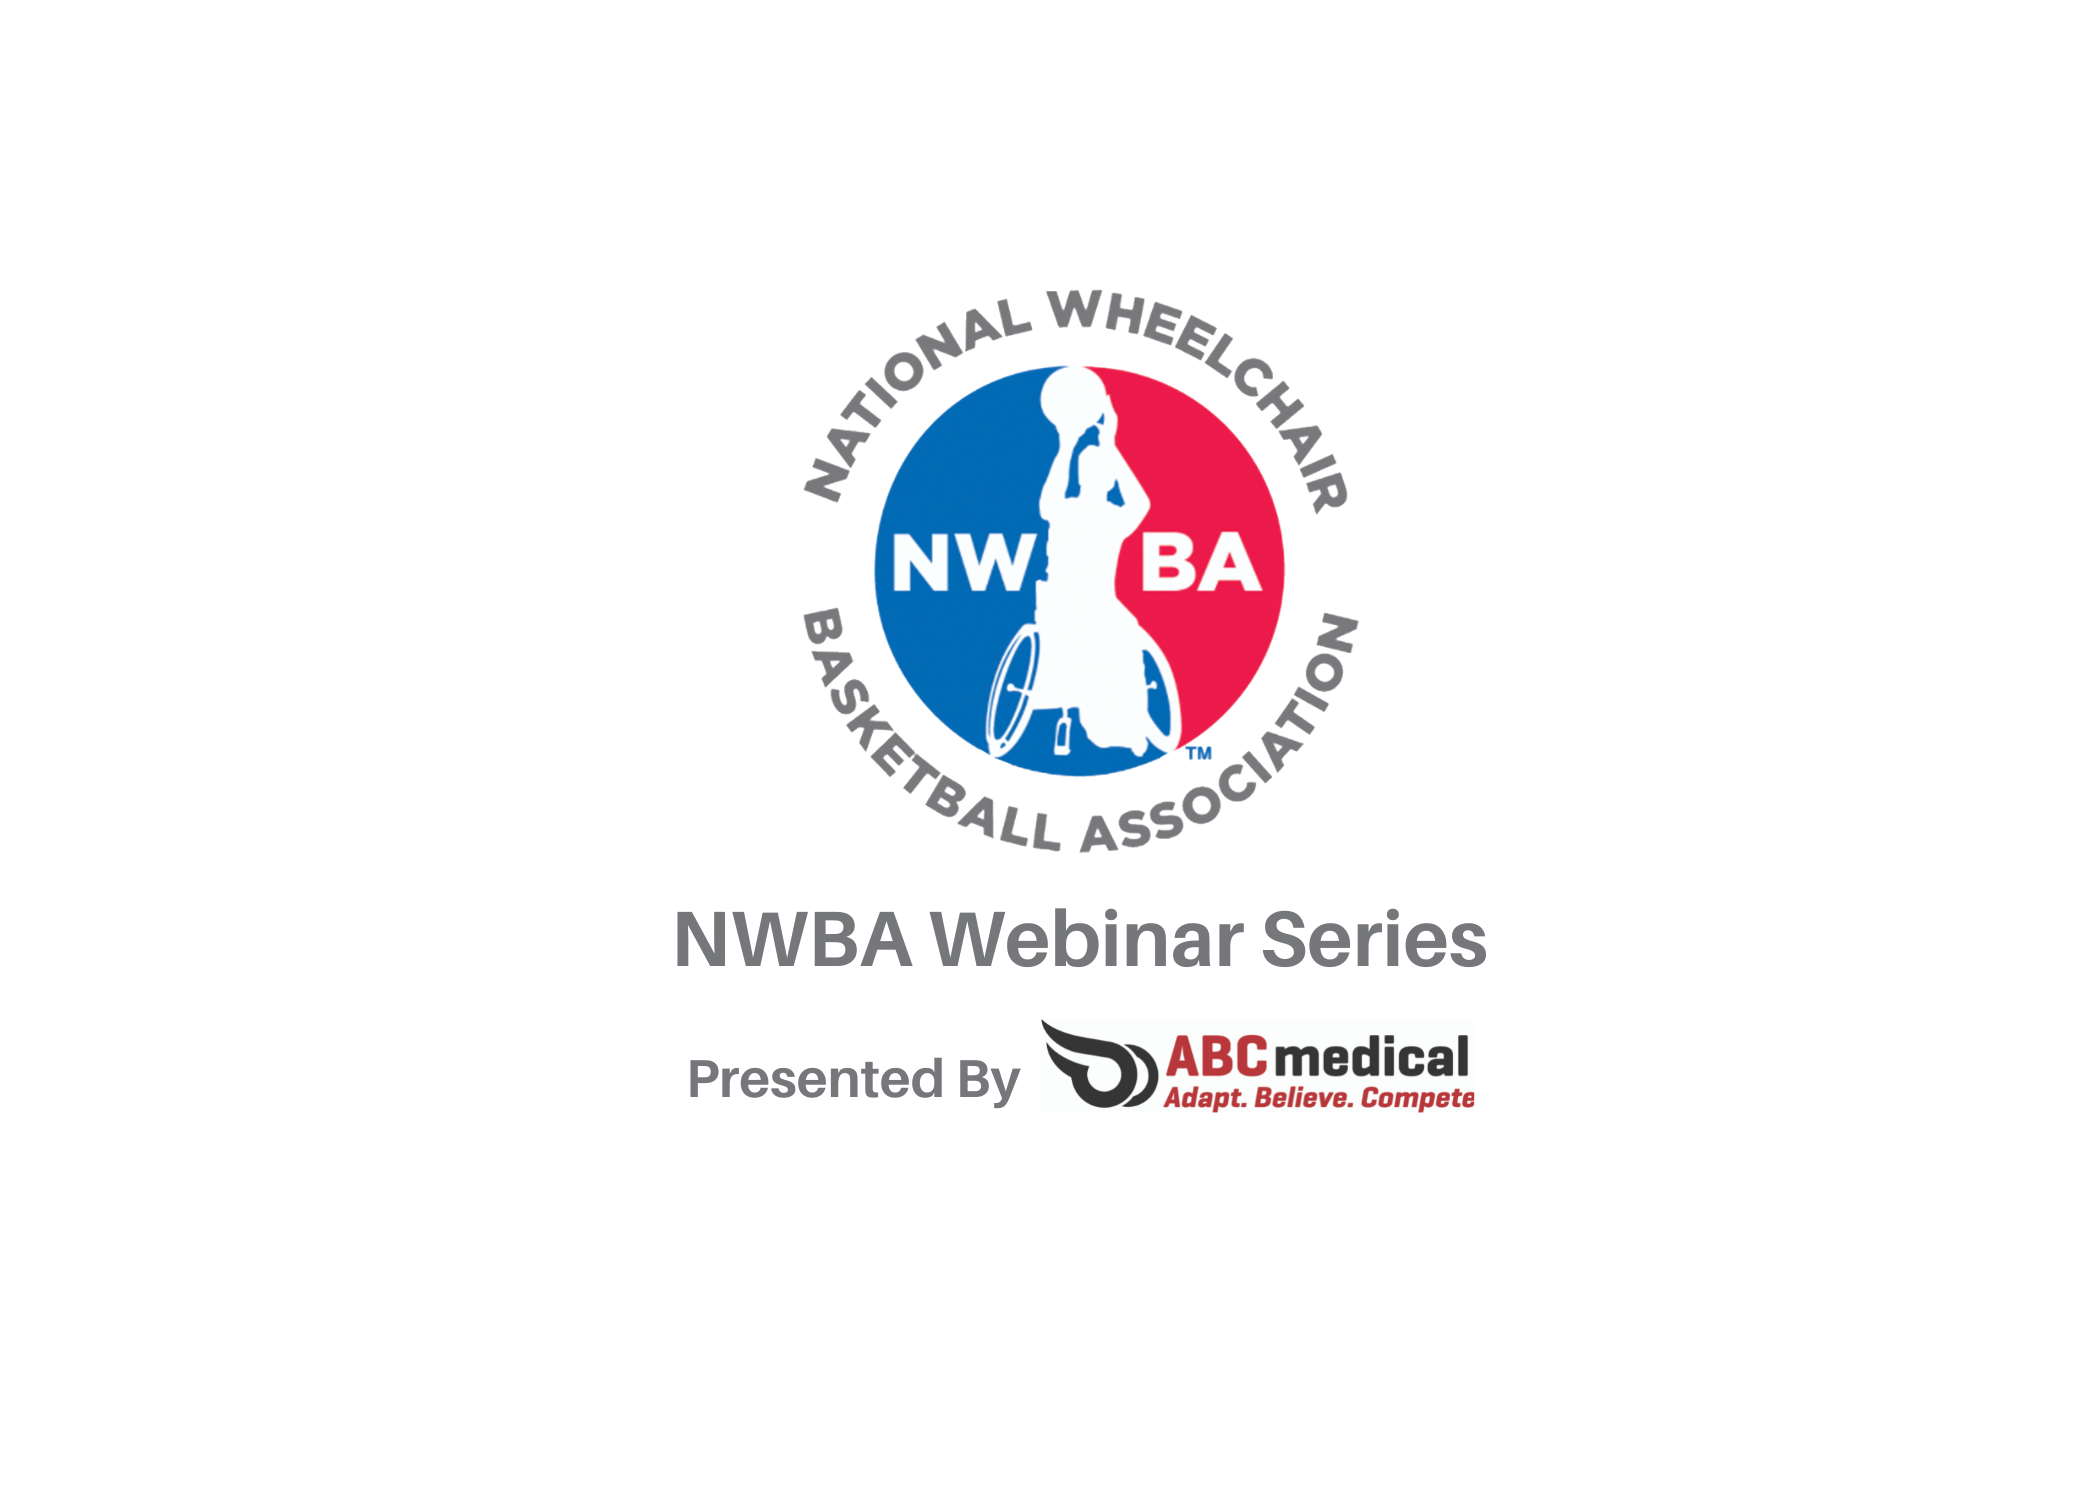 NATIONAL WHEELCHAIR
NW BA
TM
BASKETBALL ASSOCIATION
NWBA Webinar Series
Presented By
ABCmedical
Adapt. Believe. Compete